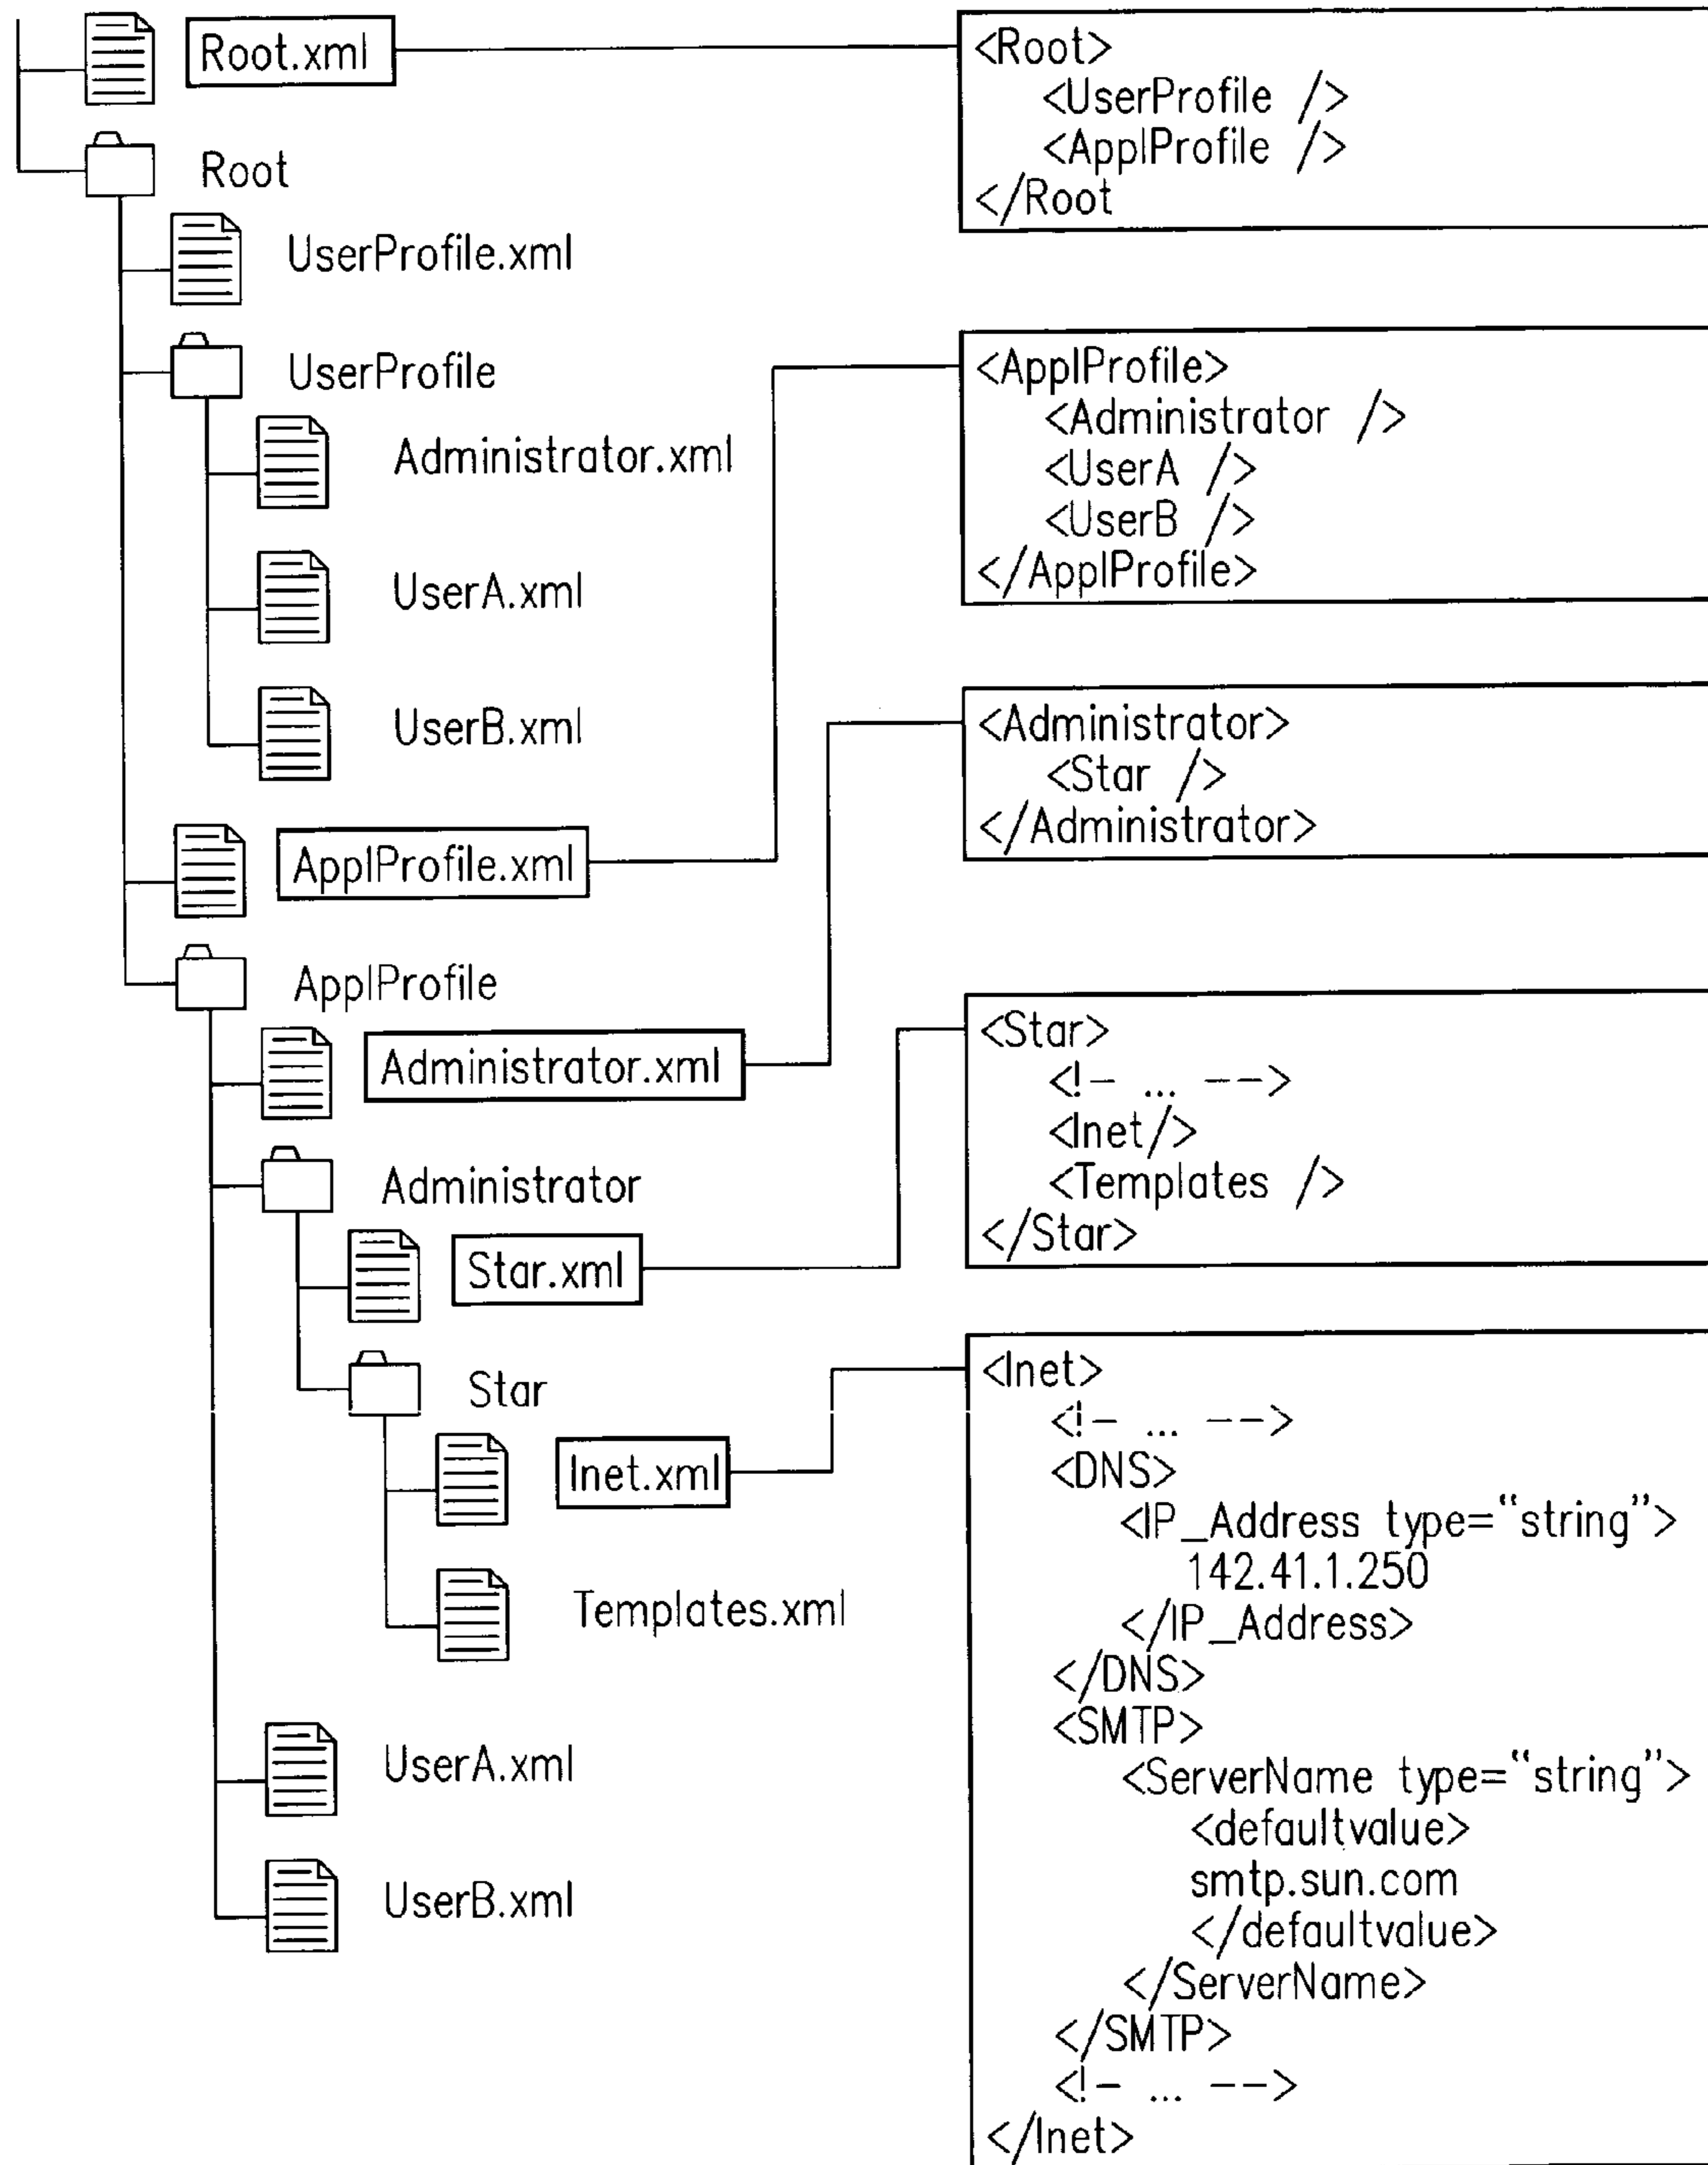 Root.xml
Root
UserProfile.xml
UserProfile
Administrator.xml
UserA.xml
UserB.xml
ApplProfile.xml
ApplProfile
Administrator.xml
Administrator
Star.xml
Star
Inet.xml
Templates.xml
UserA.xml
UserB.xml
<Root>
<UserProfile />
<ApplProfile />
</Root
<ApplProfile>
<Administrator />
<UserA />
<UserB />
</ApplProfile>
<Administrator>
<Star />
</Administrator>
<Star>
<!- ... -->
<Inet/>
<Templates />
</Star>
<Inet>
<!- ... -->
<DNS>
<IP_Address type="string">
142.41.1.250
</IP_Address>
</DNS>
<SMTP>
<ServerName type="string">
<defaultvalue>
smtp.sun.com
</defaultvalue>
</ServerName>
</SMTP>
<!- ... -->
</Inet>